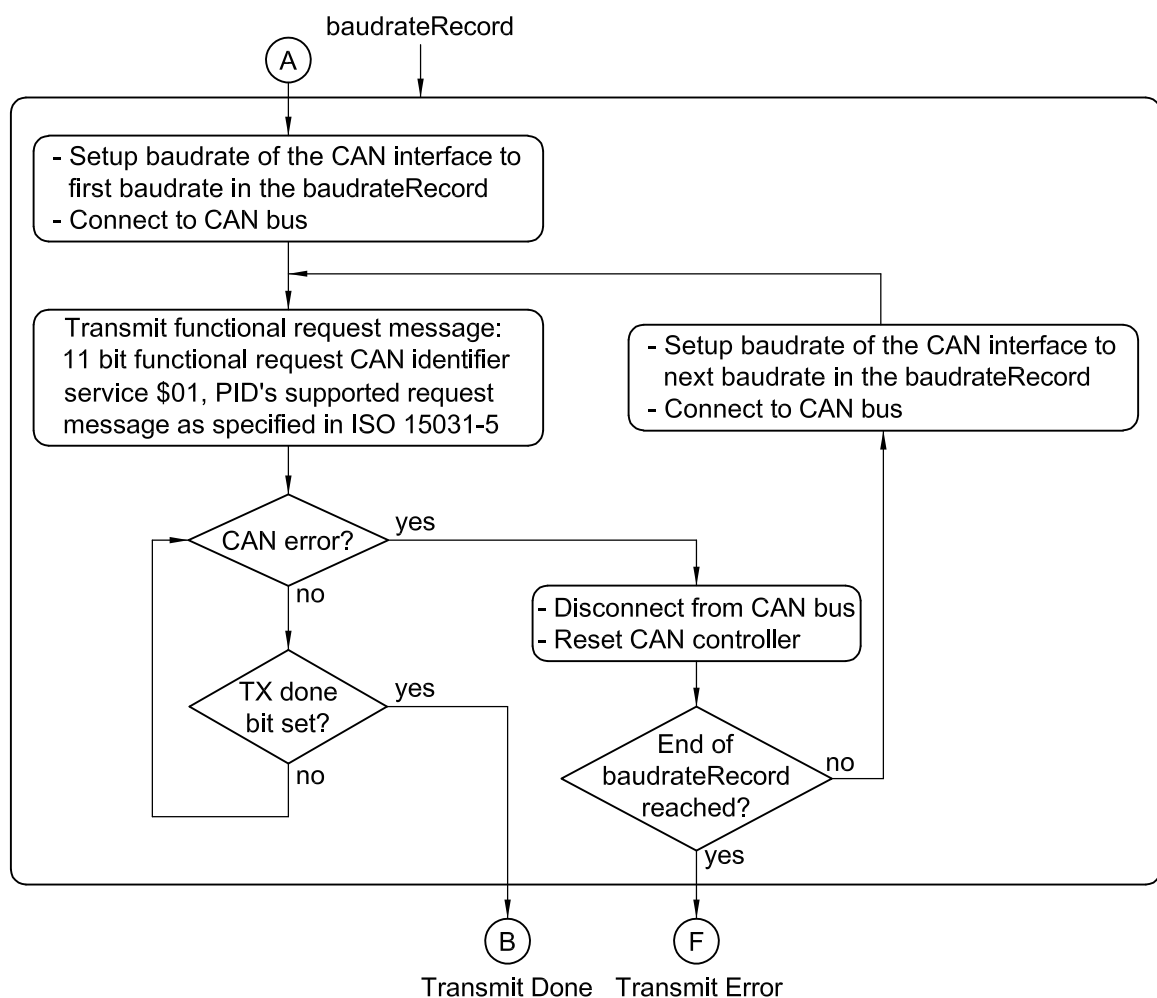 baudrateRecord
A
- Setup baudrate of the CAN interface to
first baudrate in the baudrateRecord
- Connect to CAN bus
Transmit functional request message:
11 bit functional request CAN identifier
service $01, PID's supported request
message as specified in ISO 15031-5
- Setup baudrate of the CAN interface to
next baudrate in the baudrateRecord
- Connect to CAN bus
CAN error?
yes
no
- Disconnect from CAN bus
- Reset CAN controller
TX done
bit set?
yes
no
End of
baudrateRecord
reached?
no
yes
B
F
Transmit Done
Transmit Error